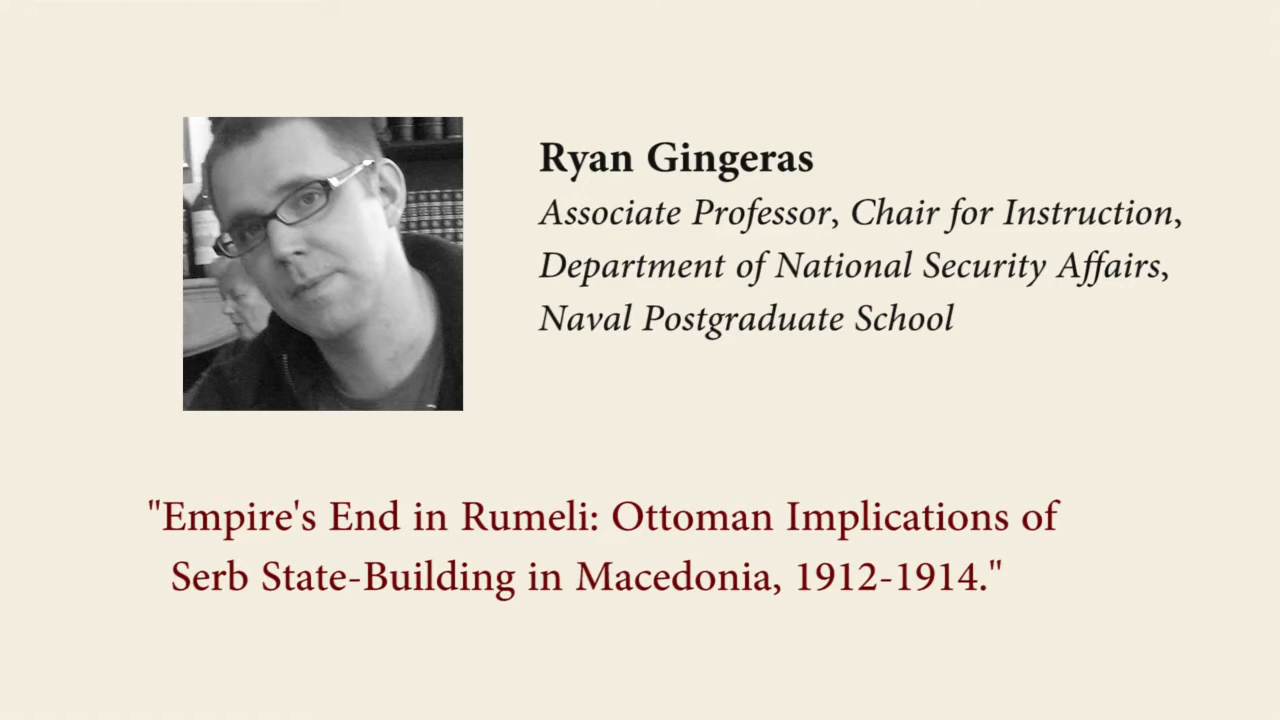 Ryan Gingeras
Associate Professor, Chair for Instruction,
Department of National Security Affairs,
Naval Postgraduate School
"Empire's End in Rumeli: Ottoman Implications of
Serb State-Building in Macedonia, 1912-1914."